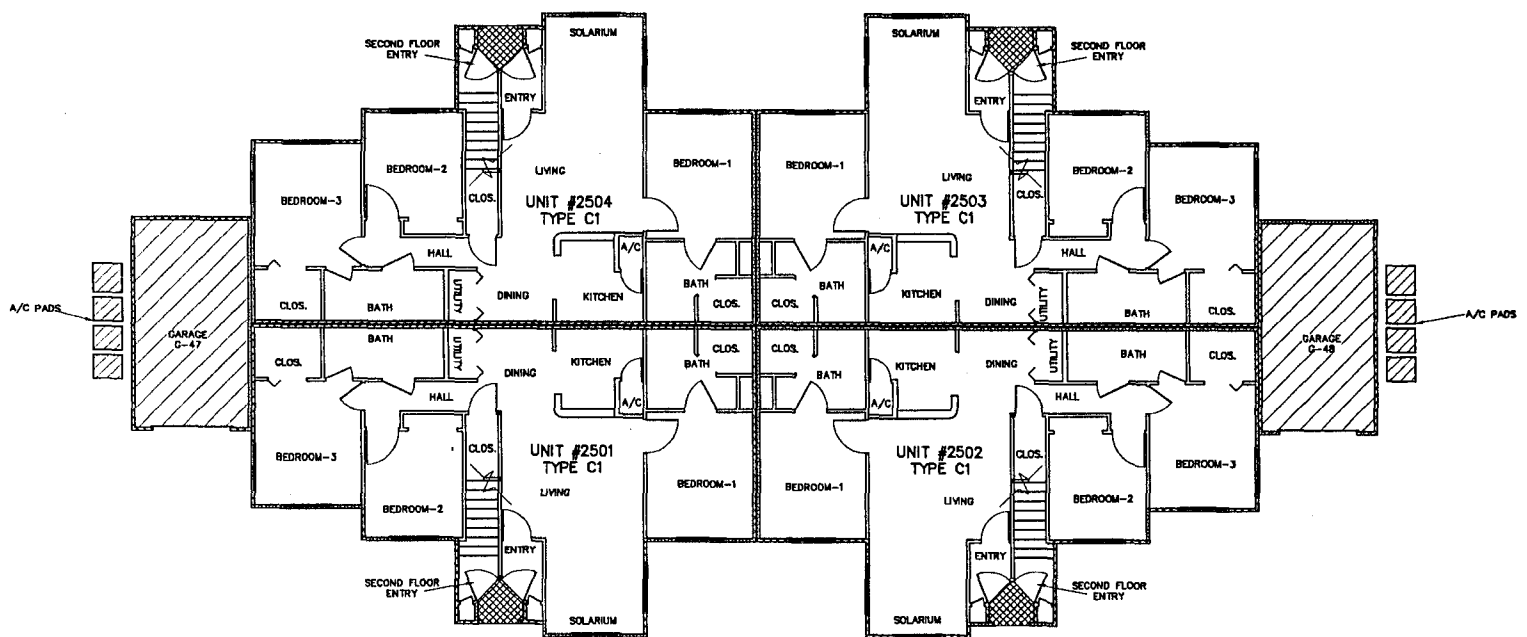 SOLARIUM
SOLARIUM
SECOND FLOOR
ENTRY
SECOND FLOOR
ENTRY
ENTRY
ENTRY
BEDROOM-2
BEDROOM-1
BEDROOM-1
BEDROOM-2
LIVING
LIVING
BEDROOM-3
CLOS.
UNIT #2504
TYPE C1
UNIT #2503
TYPE C1
CLOS.
BEDROOM-3
HALL
A/C
A/C
HALL
A/C PADS
GARAGE
G-47
CLOS.
BATH
UTILITY
DINING
KITCHEN
BATH
CLOS.
CLOS.
BATH
KITCHEN
DINING
UTILITY
BATH
CLOS.
GARAGE
G-48
A/C PADS
CLOS.
BATH
UTILITY
DINING
KITCHEN
BATH
CLOS.
CLOS.
BATH
KITCHEN
DINING
UTILITY
BATH
CLOS.
HALL
A/C
A/C
HALL
BEDROOM-3
CLOS.
UNIT #2501
TYPE C1
UNIT #2502
TYPE C1
CLOS.
BEDROOM-3
LIVING
BEDROOM-1
BEDROOM-1
LIVING
BEDROOM-2
BEDROOM-2
ENTRY
ENTRY
SECOND FLOOR
ENTRY
SECOND FLOOR
ENTRY
SOLARIUM
SOLARIUM